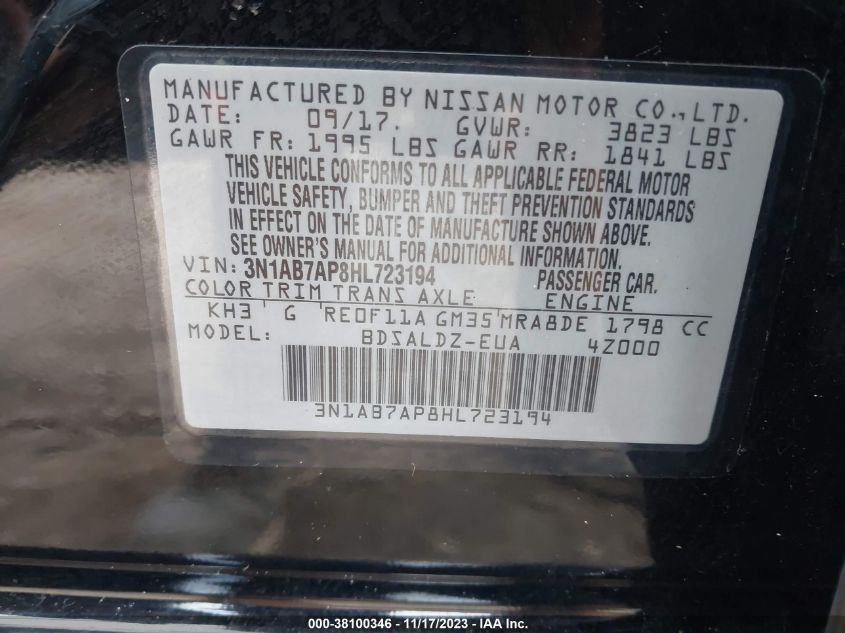 MANUFACTURED BY NISSAN MOTOR CO., LTD.
DATE: 09/17. GVWR: 3823 LBS
GAWR FR: 1995 LBS GAWR RR: 1841 LBS
THIS VEHICLE CONFORMS TO ALL APPLICABLE FEDERAL MOTOR
VEHICLE SAFETY, BUMPER AND THEFT PREVENTION STANDARDS
IN EFFECT ON THE DATE OF MANUFACTURE SHOWN ABOVE.
SEE OWNER'S MANUAL FOR ADDITIONAL INFORMATION.
VIN: 3N1AB7AP8HL723194 PASSENGER CAR.
COLOR TRIM TRANS AXLE ENGINE
KH3 G RE0F11A GM35 MRA8DE 1798 CC
MODEL: BDSALDZ-EUA 4Z000
3N1AB7AP8HL723194
000-38100346 - 11/17/2023 - IAA Inc.